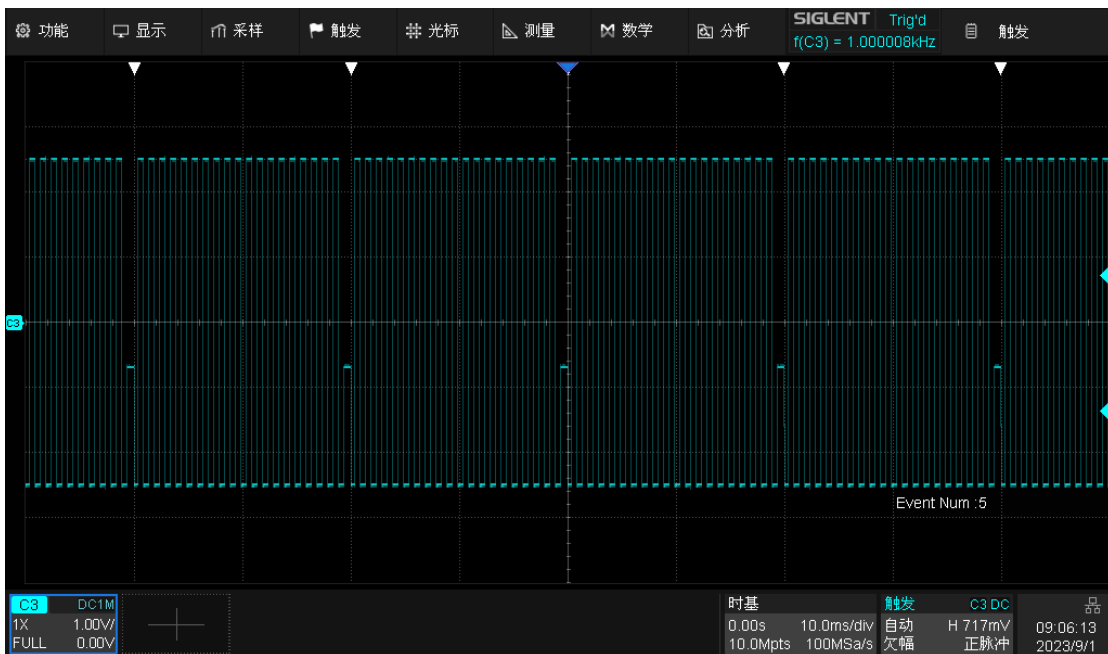 功能 显示 采样 触发 光标 测量 数学 分析 SIGLENT Trig'd 触发
f(C3) = 1.000008kHz
C3
Event Num :5
C3 DC1M
1X 1.00V/
FULL 0.00V
时基
0.00s 10.0ms/div
10.0Mpts 100MSa/s
触发 C3 DC
自动 H 717mV
欠幅 正脉冲
09:06:13
2023/9/1